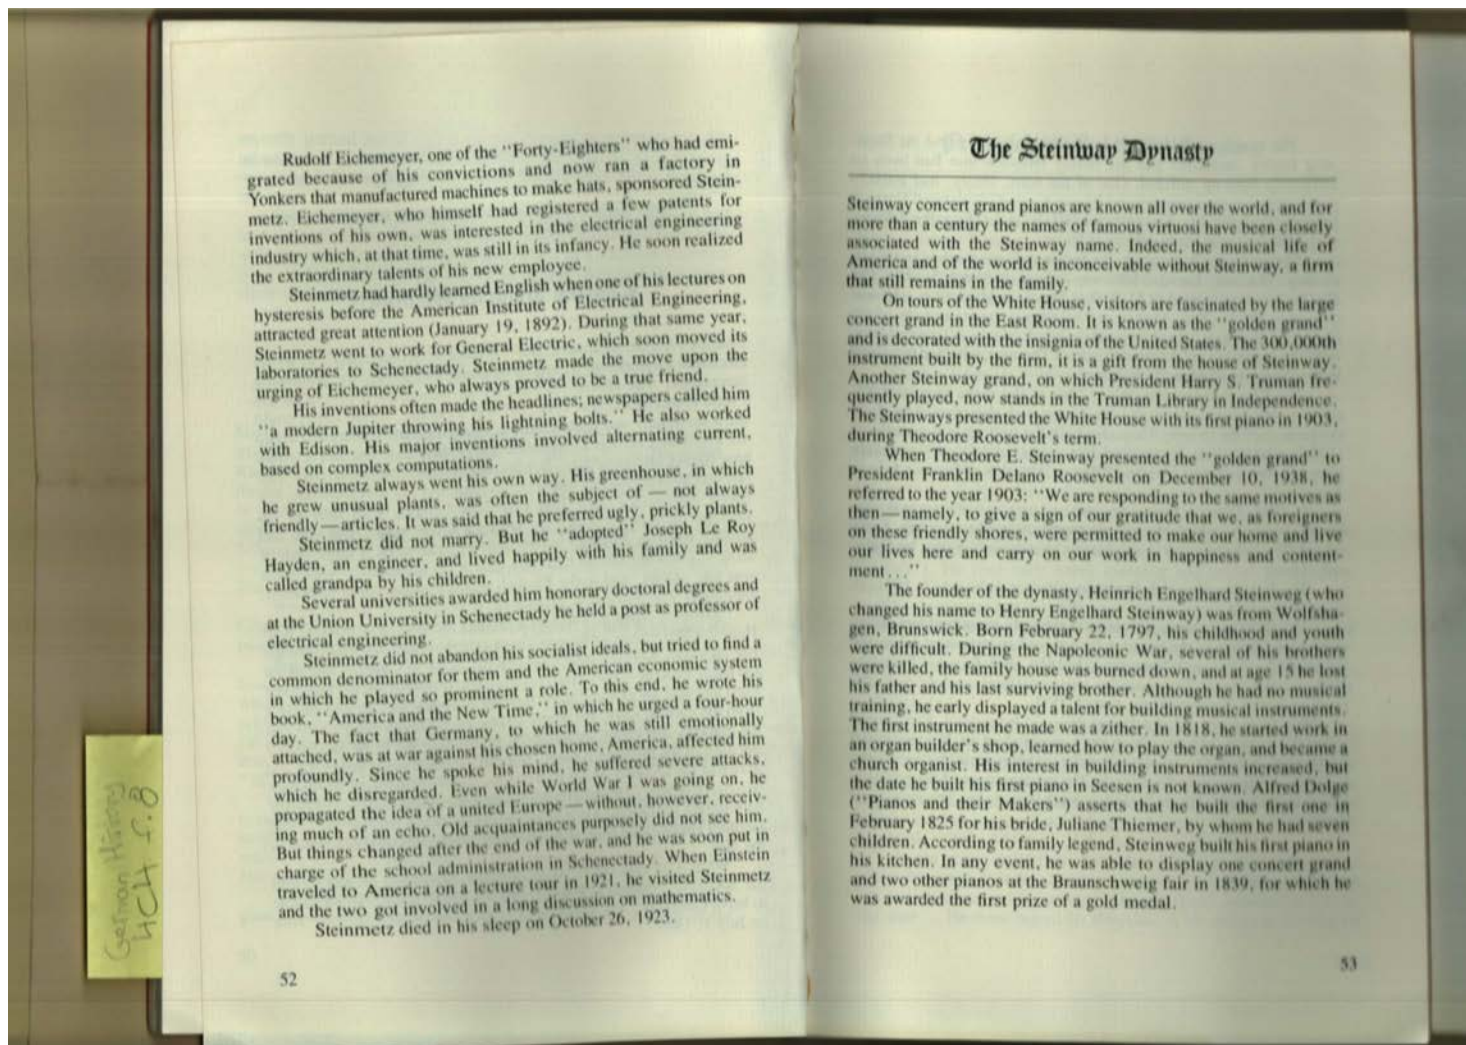 Rudolf Eichemeyer, one of the "Forty-Eighters" who had emi-
grated because of his convictions and now ran a factory in
Yonkers that manufactured machines to make hats, sponsored Stein-
metz. Eichemeyer, who himself had registered a few patents for
inventions of his own, was interested in the electrical engineering
industry which, at that time, was still in its infancy. He soon realized
the extraordinary talents of his new employee.
Steinmetz had hardly learned English when one of his lectures on
hysteresis before the American Institute of Electrical Engineering,
attracted great attention (January 19, 1892). During that same year,
Steinmetz went to work for General Electric, which soon moved its
laboratories to Schenectady. Steinmetz made the move upon the
urging of Eichemeyer, who always proved to be a true friend.
His inventions often made the headlines; newspapers called him
"a modern Jupiter throwing his lightning bolts." He also worked
with Edison. His major inventions involved alternating current,
based on complex computations.
Steinmetz always went his own way. His greenhouse, in which
he grew unusual plants, was often the subject of — not always
friendly — articles. It was said that he preferred ugly, prickly plants.
Steinmetz did not marry. But he "adopted" Joseph Le Roy
Hayden, an engineer, and lived happily with his family and was
called grandpa by his children.
Several universities awarded him honorary doctoral degrees and
at the Union University in Schenectady he held a post as professor of
electrical engineering.
Steinmetz did not abandon his socialist ideals, but tried to find a
common denominator for them and the American economic system
in which he played so prominent a role. To this end, he wrote his
book, "America and the New Time," in which he urged a four-hour
day. The fact that Germany, to which he was still emotionally
attached, was at war against his chosen home, America, affected him
profoundly. Since he spoke his mind, he suffered severe attacks,
which he disregarded. Even while World War I was going on, he
propagated the idea of a united Europe — without, however, receiv-
ing much of an echo. Old acquaintances purposely did not see him.
But things changed after the end of the war, and he was soon put in
charge of the school administration in Schenectady. When Einstein
traveled to America on a lecture tour in 1921, he visited Steinmetz
and the two got involved in a long discussion on mathematics.
Steinmetz died in his sleep on October 26, 1923.
52
German History
4CH f.8
The Steinway Dynasty
Steinway concert grand pianos are known all over the world, and for
more than a century the names of famous virtuosi have been closely
associated with the Steinway name. Indeed, the musical life of
America and of the world is inconceivable without Steinway, a firm
that still remains in the family.
On tours of the White House, visitors are fascinated by the large
concert grand in the East Room. It is known as the "golden grand"
and is decorated with the insignia of the United States. The 300,000th
instrument built by the firm, it is a gift from the house of Steinway.
Another Steinway grand, on which President Harry S. Truman fre-
quently played, now stands in the Truman Library in Independence.
The Steinways presented the White House with its first piano in 1903,
during Theodore Roosevelt's term.
When Theodore E. Steinway presented the "golden grand" to
President Franklin Delano Roosevelt on December 10, 1938, he
referred to the year 1903: "We are responding to the same motives as
then — namely, to give a sign of our gratitude that we, as foreigners
on these friendly shores, were permitted to make our home and live
our lives here and carry on our work in happiness and content-
ment . . ."
The founder of the dynasty, Heinrich Engelhard Steinweg (who
changed his name to Henry Engelhard Steinway) was from Wolfsha-
gen, Brunswick. Born February 22, 1797, his childhood and youth
were difficult. During the Napoleonic War, several of his brothers
were killed, the family house was burned down, and at age 15 he lost
his father and his last surviving brother. Although he had no musical
training, he early displayed a talent for building musical instruments.
The first instrument he made was a zither. In 1818, he started work in
an organ builder's shop, learned how to play the organ, and became a
church organist. His interest in building instruments increased, but
the date he built his first piano in Seesen is not known. Alfred Dolge
("Pianos and their Makers") asserts that he built the first one in
February 1825 for his bride, Juliane Thiemer, by whom he had seven
children. According to family legend, Steinweg built his first piano in
his kitchen. In any event, he was able to display one concert grand
and two other pianos at the Braunschweig fair in 1839, for which he
was awarded the first prize of a gold medal.
53